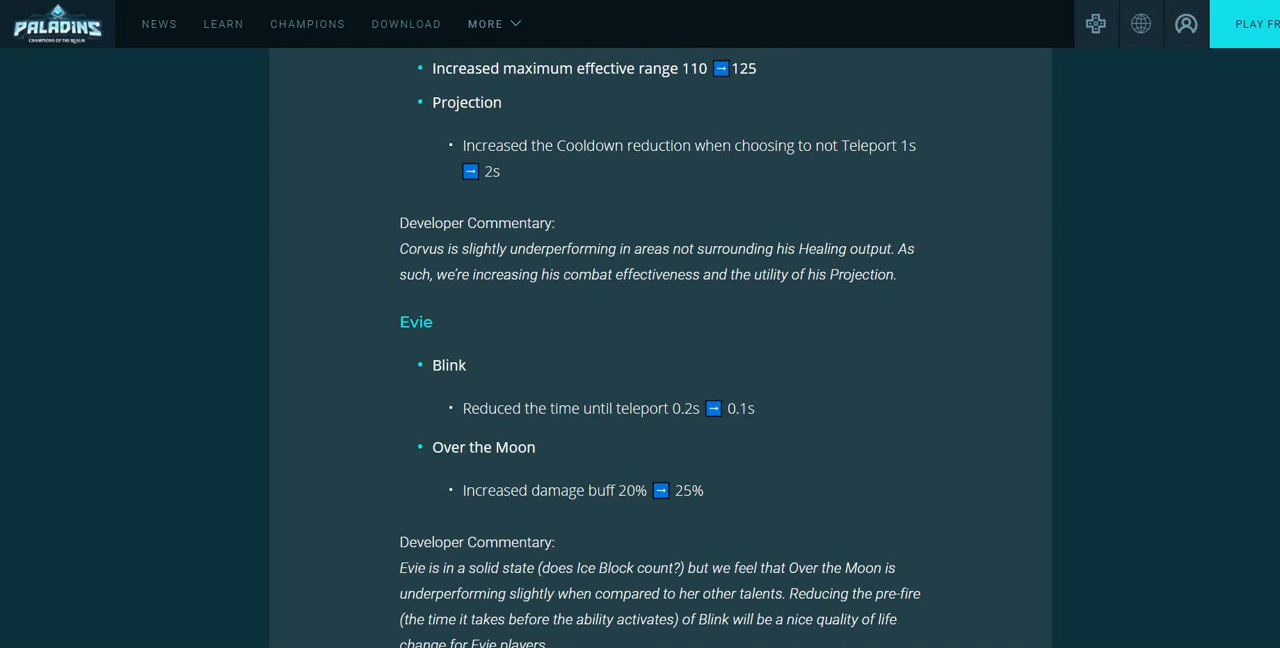 PALADINS
CHAMPIONS OF THE REALM
NEWS
LEARN
CHAMPIONS
DOWNLOAD
MORE
PLAY FR
• Increased maximum effective range 110 ➡125
• Projection
• Increased the Cooldown reduction when choosing to not Teleport 1s
➡ 2s
Developer Commentary:
Corvus is slightly underperforming in areas not surrounding his Healing output. As
such, we're increasing his combat effectiveness and the utility of his Projection.
Evie
• Blink
• Reduced the time until teleport 0.2s ➡ 0.1s
• Over the Moon
• Increased damage buff 20% ➡ 25%
Developer Commentary:
Evie is in a solid state (does Ice Block count?) but we feel that Over the Moon is
underperforming slightly when compared to her other talents. Reducing the pre-fire
(the time it takes before the ability activates) of Blink will be a nice quality of life
change for Evie players.